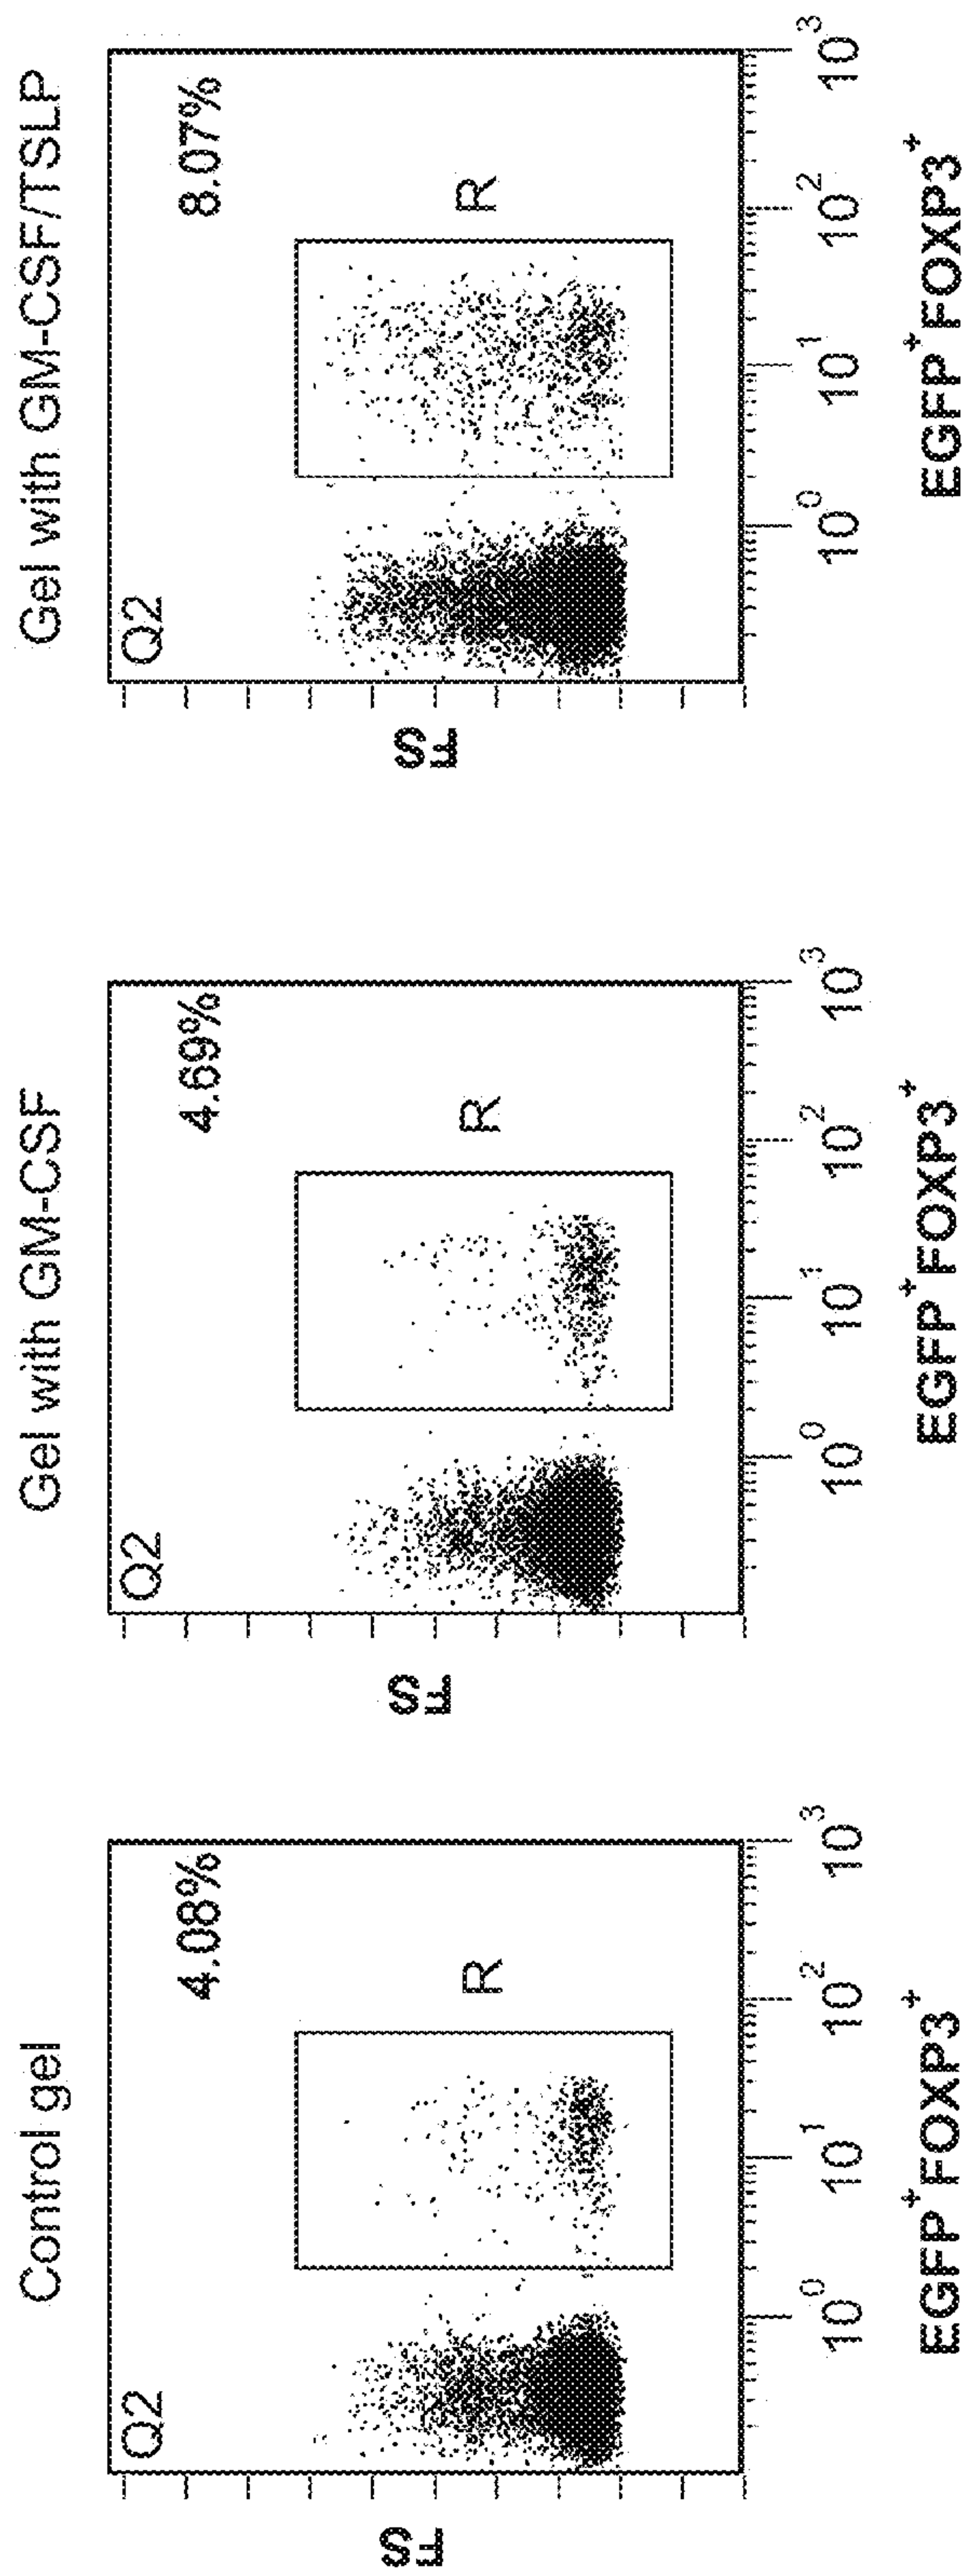 Control gel
Q2
4.08%
R
FS
10^0 10^1 10^2 10^3
EGFP^+FOXP3^+
Gel with GM-CSF
Q2
4.69%
R
FS
10^0 10^1 10^2 10^3
EGFP^+FOXP3^+
Gel with GM-CSF/TSLP
Q2
8.07%
R
FS
10^0 10^1 10^2 10^3
EGFP^+FOXP3^+